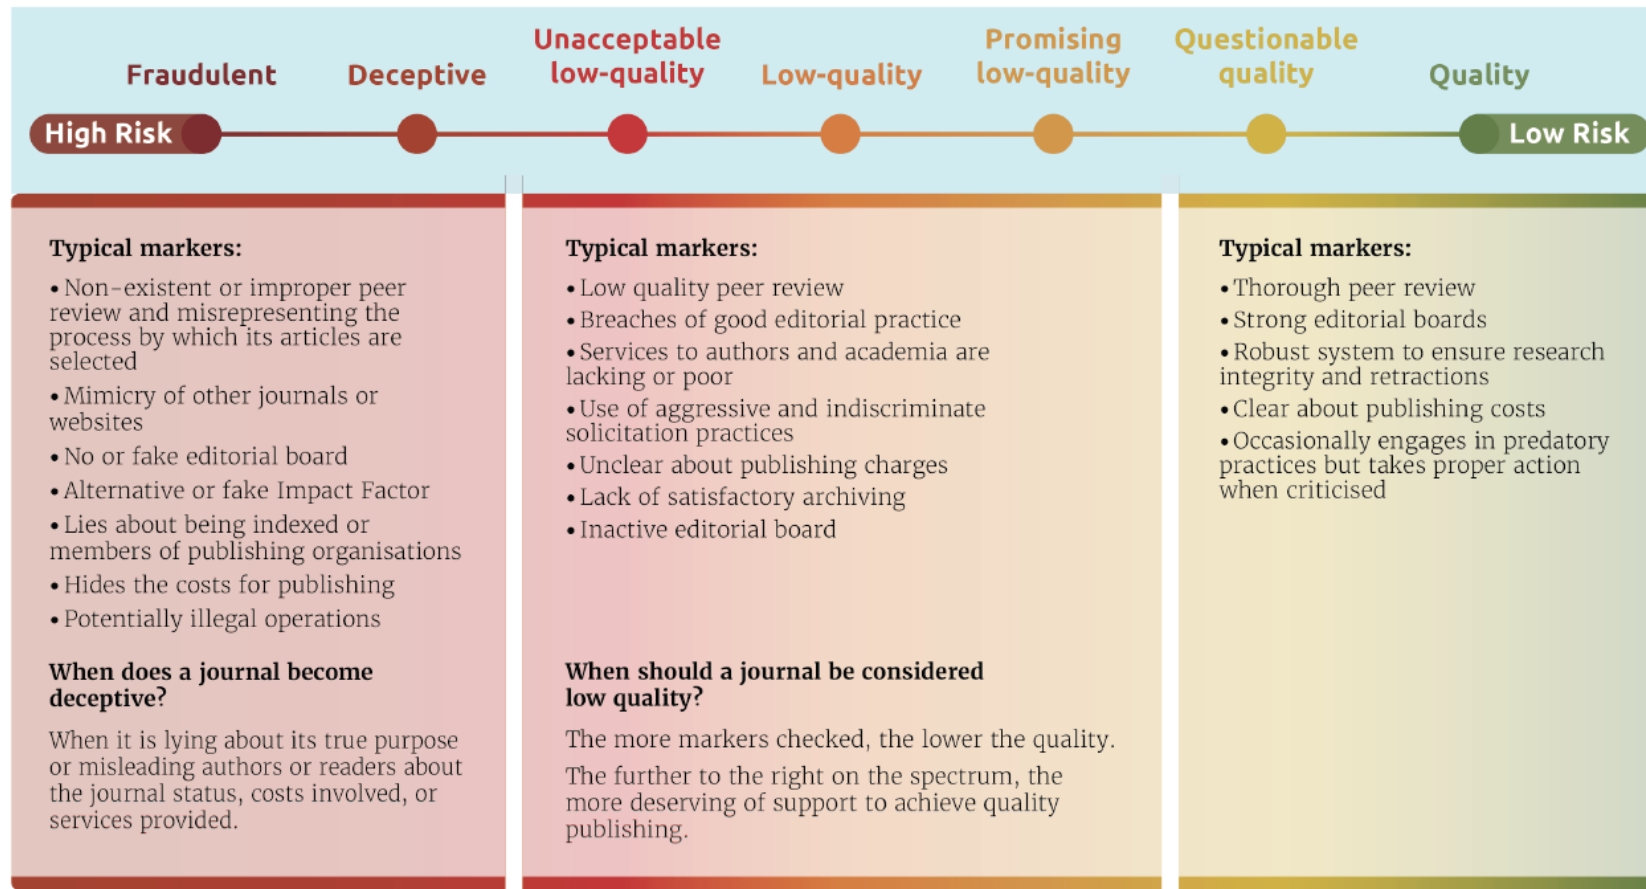 Unacceptable
Promising
Questionable
Fraudulent
Deceptive
low-quality
Low-quality
low-quality
quality
Quality
High Risk
Low Risk
Typical markers:
• Non-existent or improper peer
review and misrepresenting the
process by which its articles are
selected
• Mimicry of other journals or
websites
• No or fake editorial board
• Alternative or fake Impact Factor
• Lies about being indexed or
members of publishing organisations
• Hides the costs for publishing
• Potentially illegal operations
When does a journal become
deceptive?
When it is lying about its true purpose
or misleading authors or readers about
the journal status, costs involved, or
services provided.
Typical markers:
• Low quality peer review
• Breaches of good editorial practice
• Services to authors and academia are
lacking or poor
• Use of aggressive and indiscriminate
solicitation practices
• Unclear about publishing charges
• Lack of satisfactory archiving
• Inactive editorial board
When should a journal be considered
low quality?
The more markers checked, the lower the quality.
The further to the right on the spectrum, the
more deserving of support to achieve quality
publishing.
Typical markers:
• Thorough peer review
• Strong editorial boards
• Robust system to ensure research
integrity and retractions
• Clear about publishing costs
• Occasionally engages in predatory
practices but takes proper action
when criticised